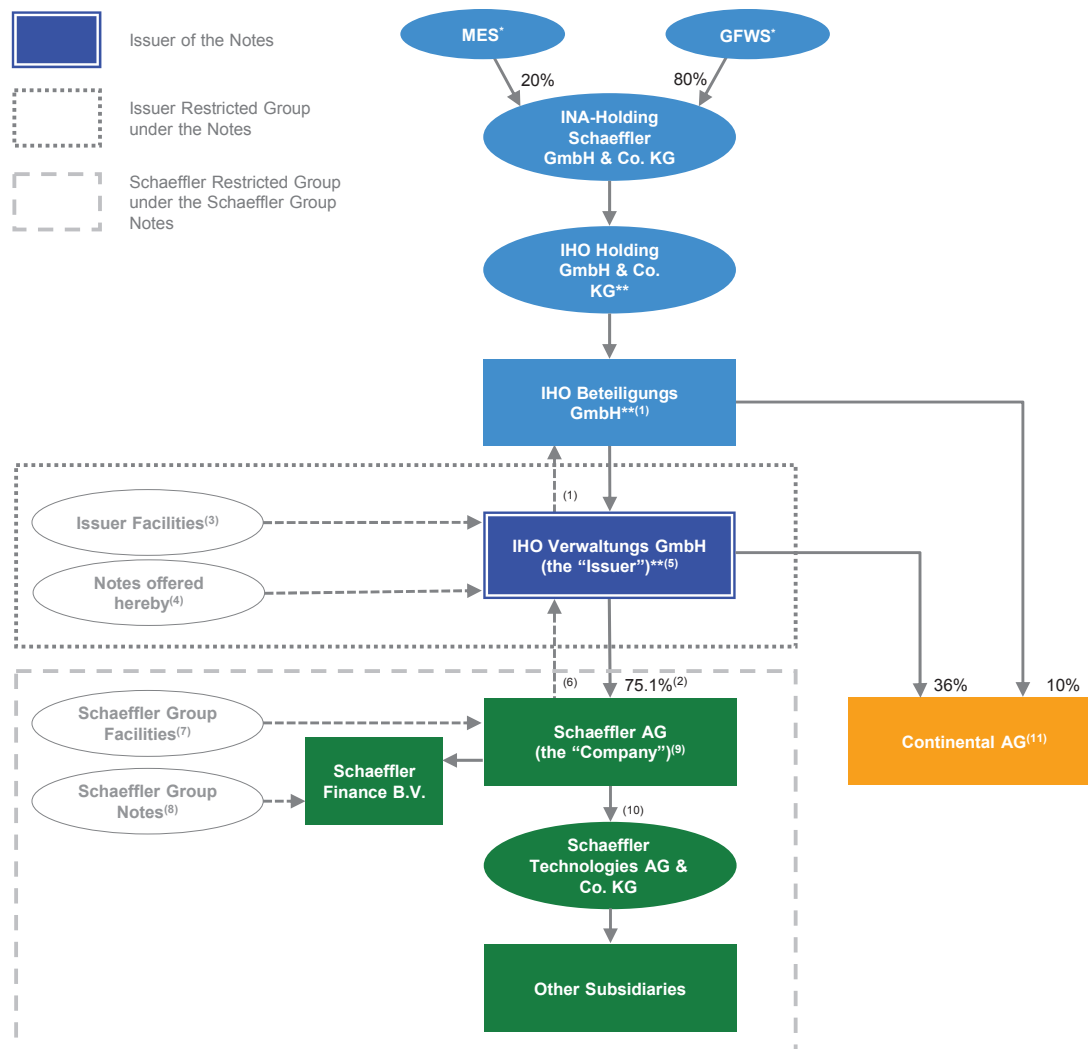 Issuer of the Notes
Issuer Restricted Group
under the Notes
Schaeffler Restricted Group
under the Schaeffler Group
Notes
MES*
GFWS*
20%
80%
INA-Holding
Schaeffler
GmbH & Co. KG
IHO Holding
GmbH & Co.
KG**
IHO Beteiligungs
GmbH**(1)
(1)
Issuer Facilities(3)
IHO Verwaltungs GmbH
(the “Issuer”)**(5)
Notes offered
hereby(4)
(6)
75.1%(2)
36%
10%
Schaeffler Group
Facilities(7)
Schaeffler AG
(the “Company”)(9)
Continental AG(11)
Schaeffler
Finance B.V.
Schaeffler Group
Notes(8)
(10)
Schaeffler
Technologies AG &
Co. KG
Other Subsidiaries